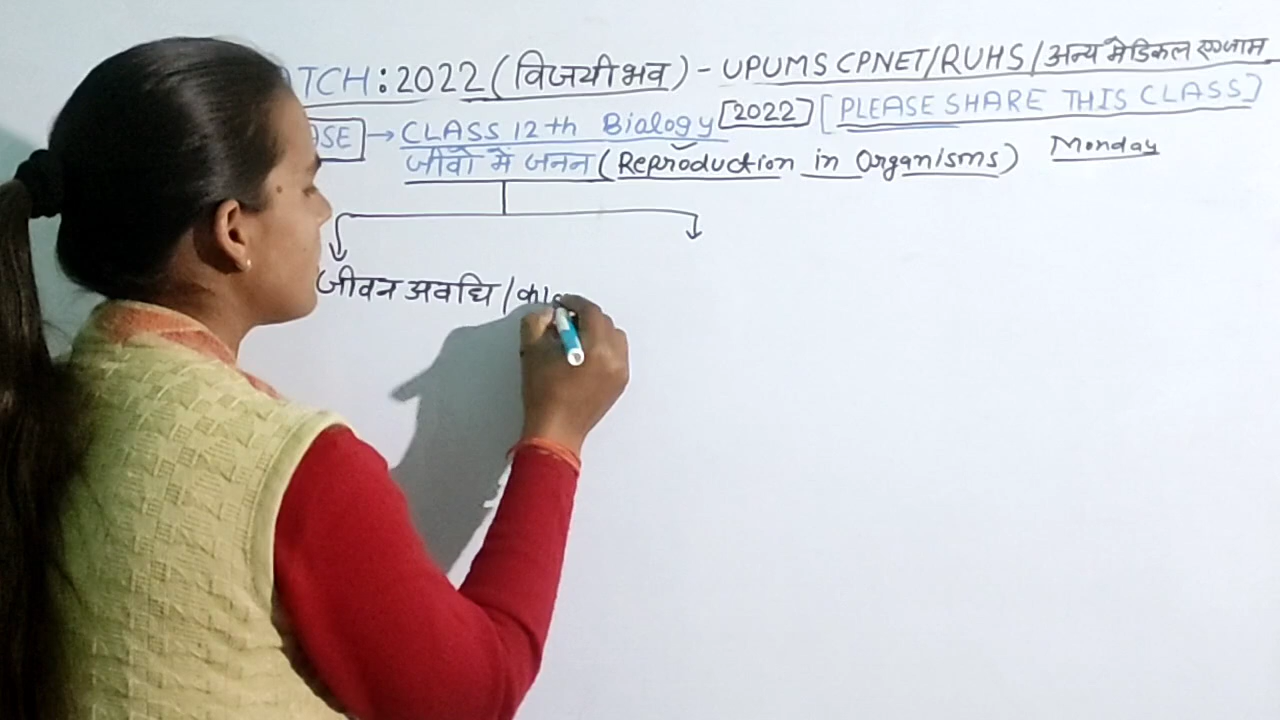 TCH : 2022 (विजयी भव) - UPUMS CPNET/RUHS/अन्य मेडिकल एग्जाम
→ CLASS 12th Biology [2022] [PLEASE SHARE THIS CLASS]
जीवों में जनन (Reproduction in Organisms) Monday
जीवन अवधि /का